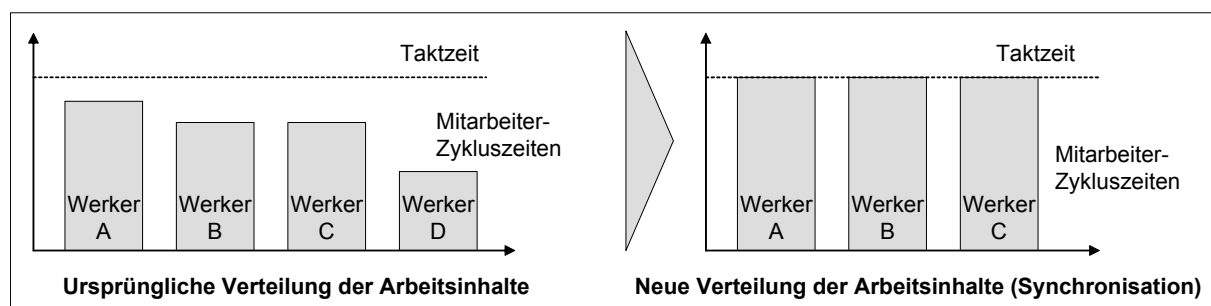 Taktzeit
Mitarbeiter-
Zykluszeiten
Werker
A
Werker
B
Werker
C
Werker
D
Ursprüngliche Verteilung der Arbeitsinhalte
Taktzeit
Mitarbeiter-
Zykluszeiten
Werker
A
Werker
B
Werker
C
Neue Verteilung der Arbeitsinhalte (Synchronisation)